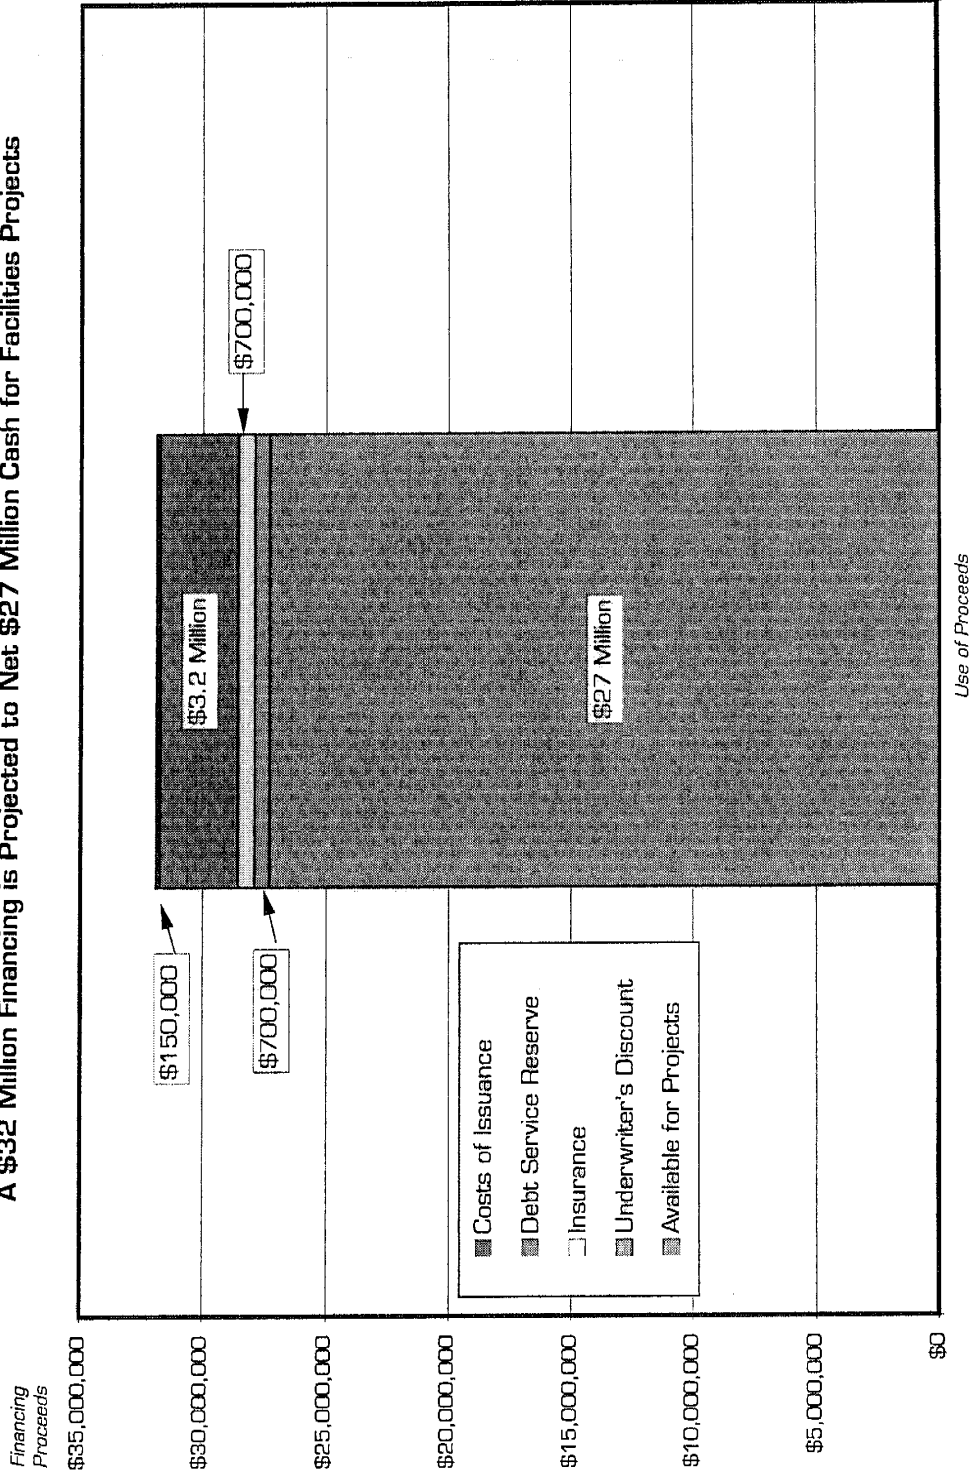 A $32 Million Financing is Projected to Net $27 Million Cash for Facilities Projects
Financing
Proceeds
$35,000,000
$30,000,000
$25,000,000
$20,000,000
$15,000,000
$10,000,000
$5,000,000
$0
$150,000
$3.2 Million
$700,000
$700,000
$27 Million
Costs of Issuance
Debt Service Reserve
Insurance
Underwriter's Discount
Available for Projects
Use of Proceeds